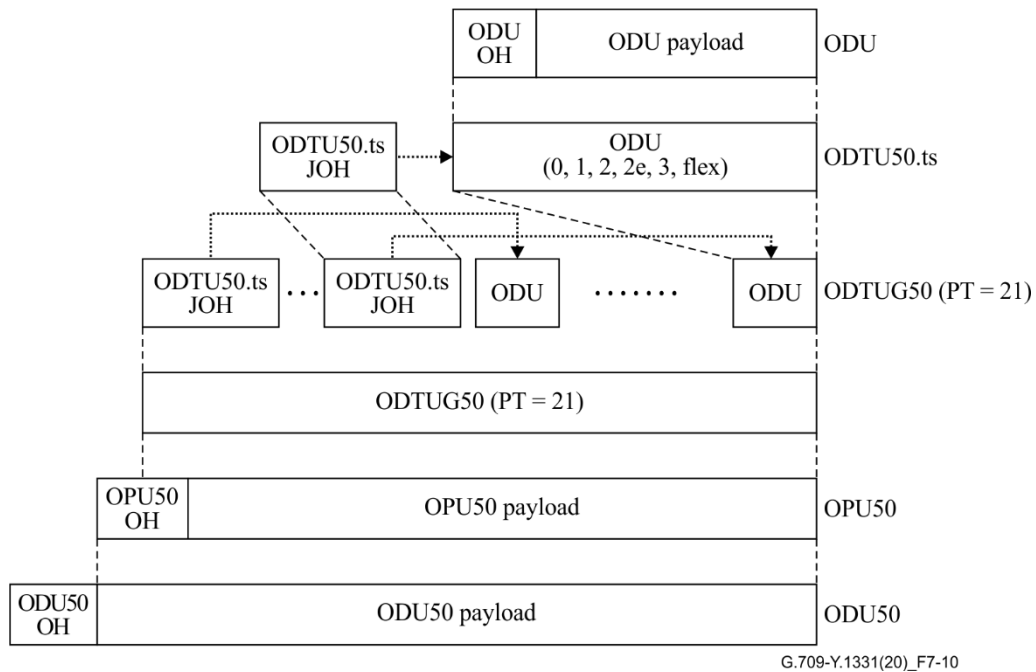 ODU
OH
ODU payload
ODU
ODTU50.ts
JOH
ODU
(0, 1, 2, 2e, 3, flex)
ODTU50.ts
ODTU50.ts
JOH
ODTU50.ts
JOH
ODU
ODU
ODTUG50 (PT = 21)
ODTUG50 (PT = 21)
OPU50
OH
OPU50 payload
OPU50
ODU50
OH
ODU50 payload
ODU50
G.709-Y.1331(20)_F7-10